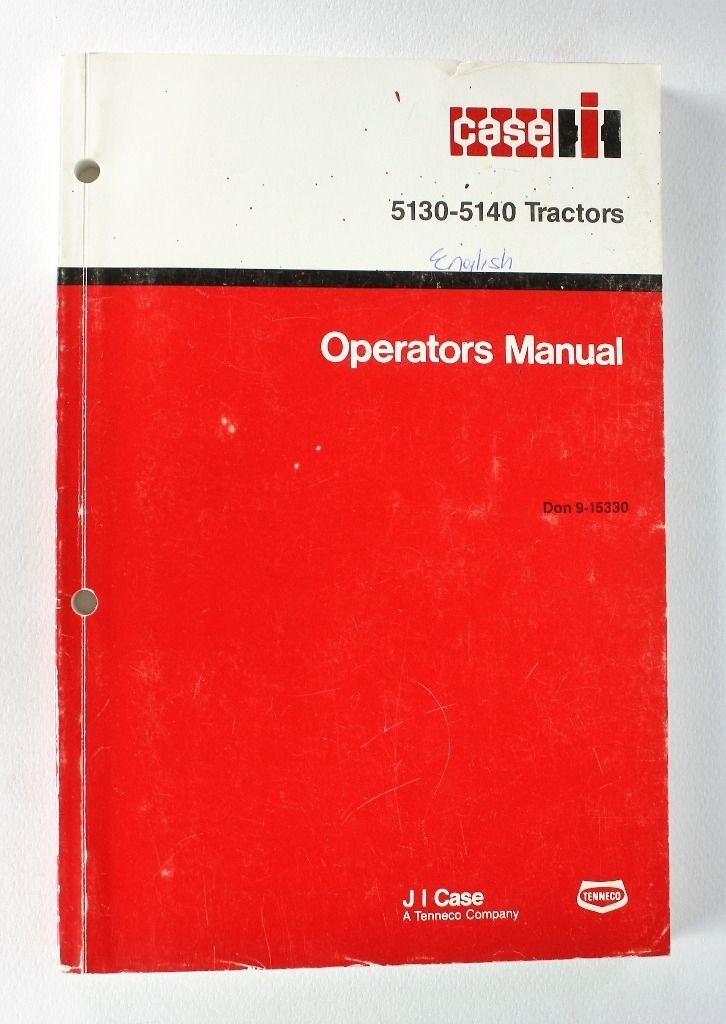 case IH
5130-5140 Tractors
English
Operators Manual
Don 9-15330
J I Case
A Tenneco Company
TENNECO